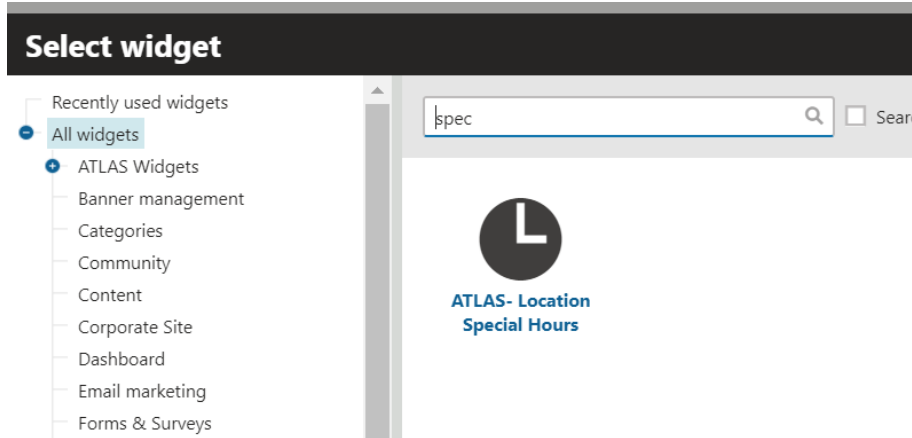 Select widget
Recently used widgets
All widgets
ATLAS Widgets
Banner management
Categories
Community
Content
Corporate Site
Dashboard
Email marketing
Forms & Surveys
spec
ATLAS- Location
Special Hours